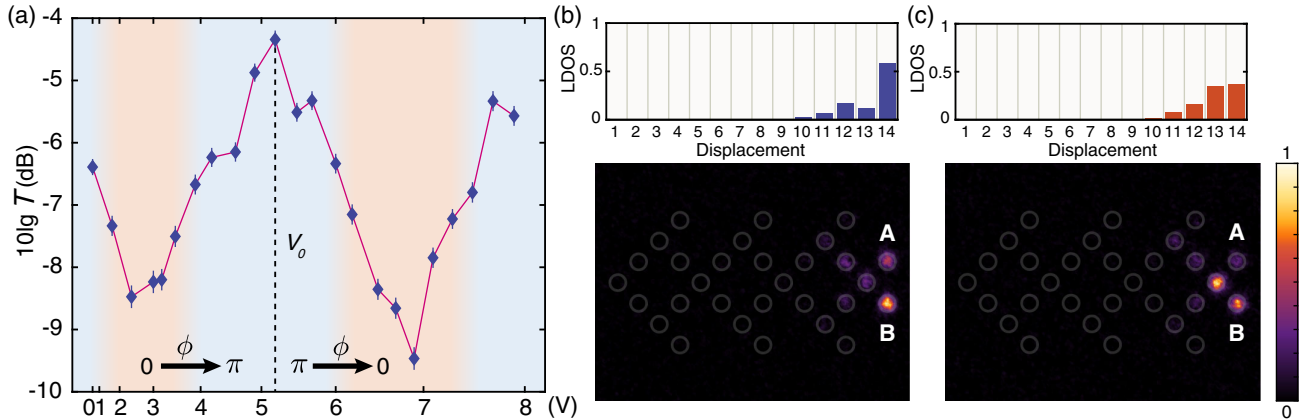 (a)
-4
-5
-6
-7
-8
-9
-10
10lg T (dB)
V₀
0 ϕ π
π ϕ 0
0 1 2 3 4 5 6 7 8 (V)
(b)
1
0.5
0
LDOS
1 2 3 4 5 6 7 8 9 10 11 12 13 14
Displacement
A
B
(c)
1
0.5
0
LDOS
1 2 3 4 5 6 7 8 9 10 11 12 13 14
Displacement
A
B
1
0